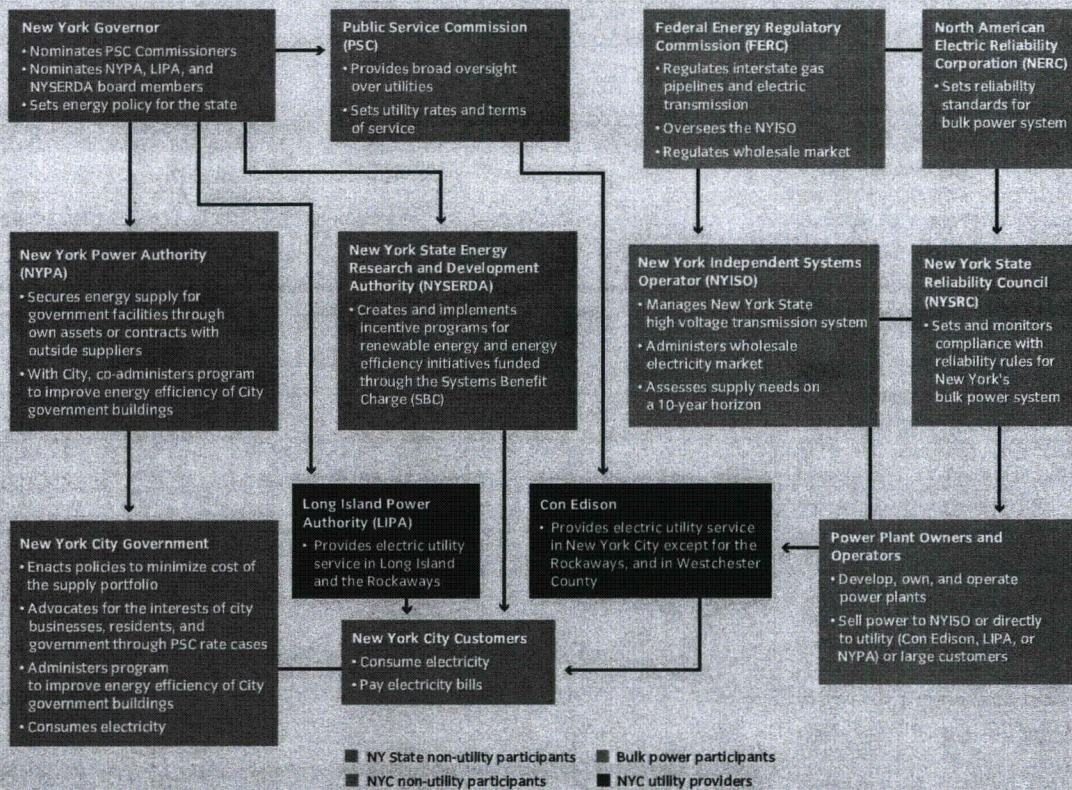 New York Governor
• Nominates PSC Commissioners
• Nominates NYPA, LIPA, and
NYSERDA board members
• Sets energy policy for the state
Public Service Commission
(PSC)
• Provides broad oversight
over utilities
• Sets utility rates and terms
of service
Federal Energy Regulatory
Commission (FERC)
• Regulates interstate gas
pipelines and electric
transmission
• Oversees the NYISO
• Regulates wholesale market
North American
Electric Reliability
Corporation (NERC)
• Sets reliability
standards for
bulk power system
New York Power Authority
(NYPA)
• Secures energy supply for
government facilities through
own assets or contracts with
outside suppliers
• With City, co-administers program
to improve energy efficiency of City
government buildings
New York State Energy
Research and Development
Authority (NYSERDA)
• Creates and implements
incentive programs for
renewable energy and energy
efficiency initiatives funded
through the Systems Benefit
Charge (SBC)
New York Independent Systems
Operator (NYISO)
• Manages New York State
high voltage transmission system
• Administers wholesale
electricity market
• Assesses supply needs on
a 10-year horizon
New York State
Reliability Council
(NYSRC)
• Sets and monitors
compliance with
reliability rules for
New York's
bulk power system
New York City Government
• Enacts policies to minimize cost of
the supply portfolio
• Advocates for the interests of city
businesses, residents, and
government through PSC rate cases
• Administers program
to improve energy efficiency of City
government buildings
• Consumes electricity
Long Island Power
Authority (LIPA)
• Provides electric utility
service in Long Island
and the Rockaways
Con Edison
• Provides electric utility service
in New York City except for the
Rockaways, and in Westchester
County
Power Plant Owners and
Operators
• Develop, own, and operate
power plants
• Sell power to NYISO or directly
to utility (Con Edison, LIPA, or
NYPA) or large customers
New York City Customers
• Consume electricity
• Pay electricity bills
NY State non-utility participants
Bulk power participants
NYC non-utility participants
NYC utility providers